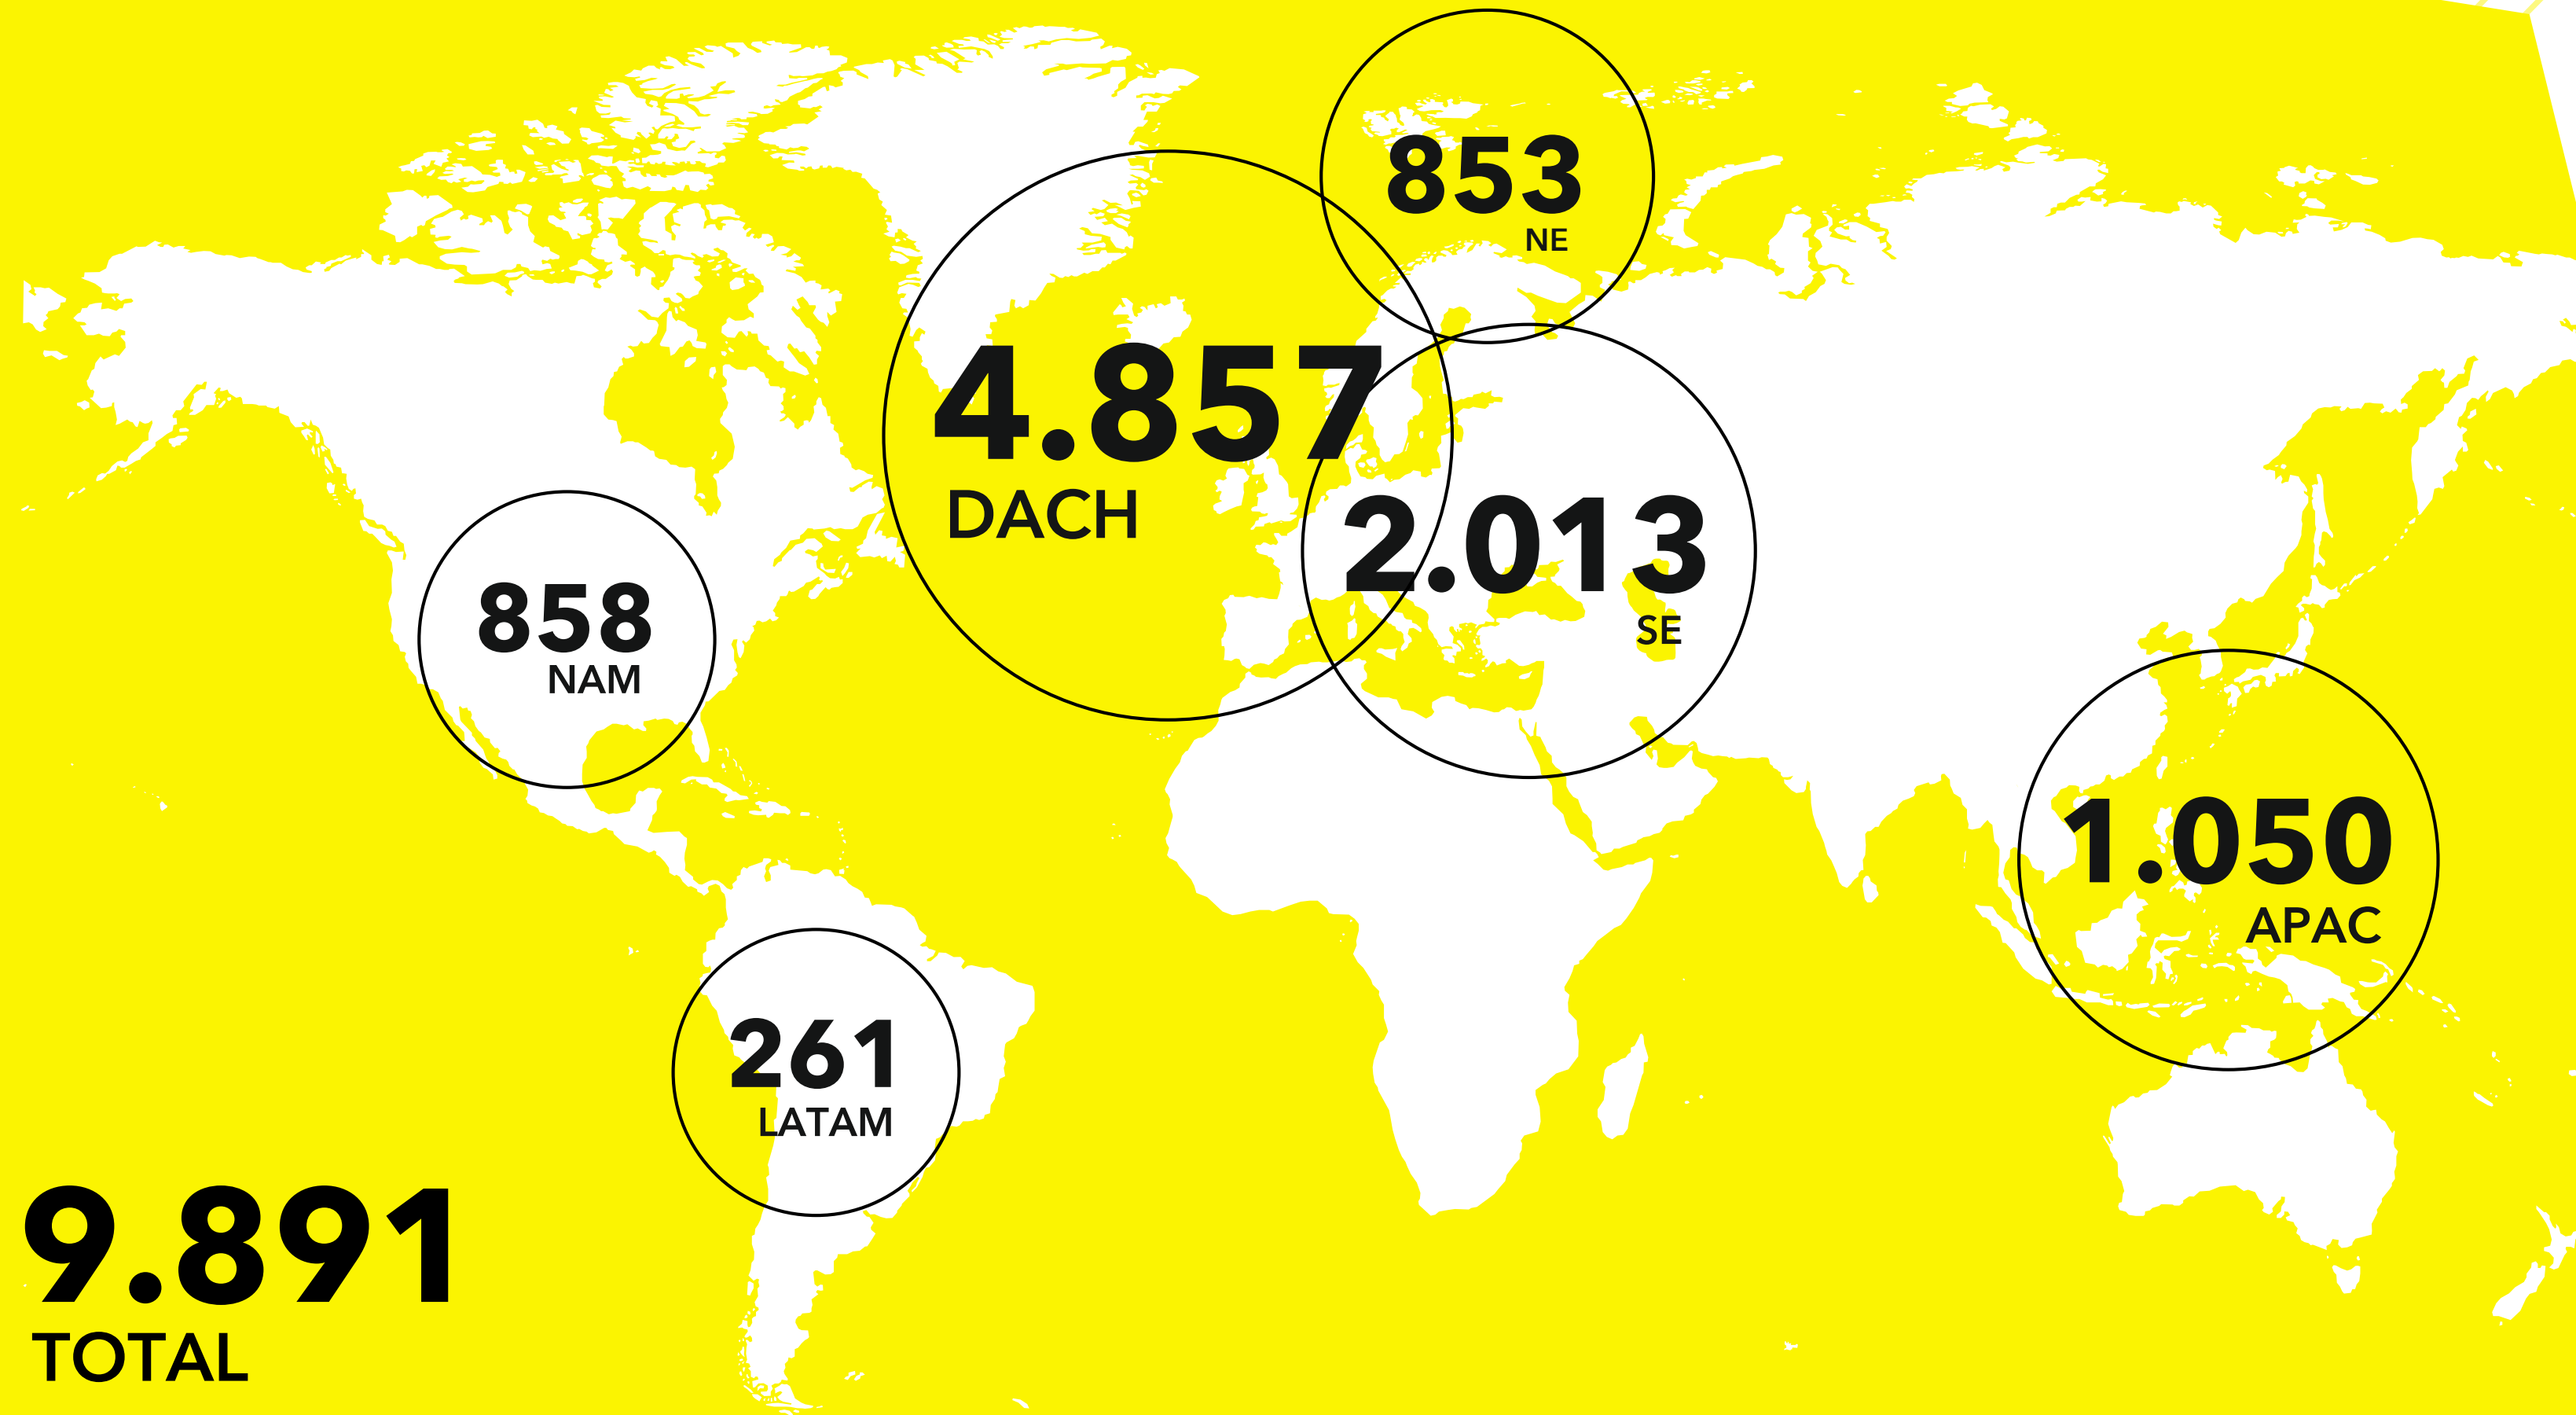 853
NE
4.857
DACH
2.013
SE
858
NAM
1.050
APAC
261
LATAM
9.891
TOTAL